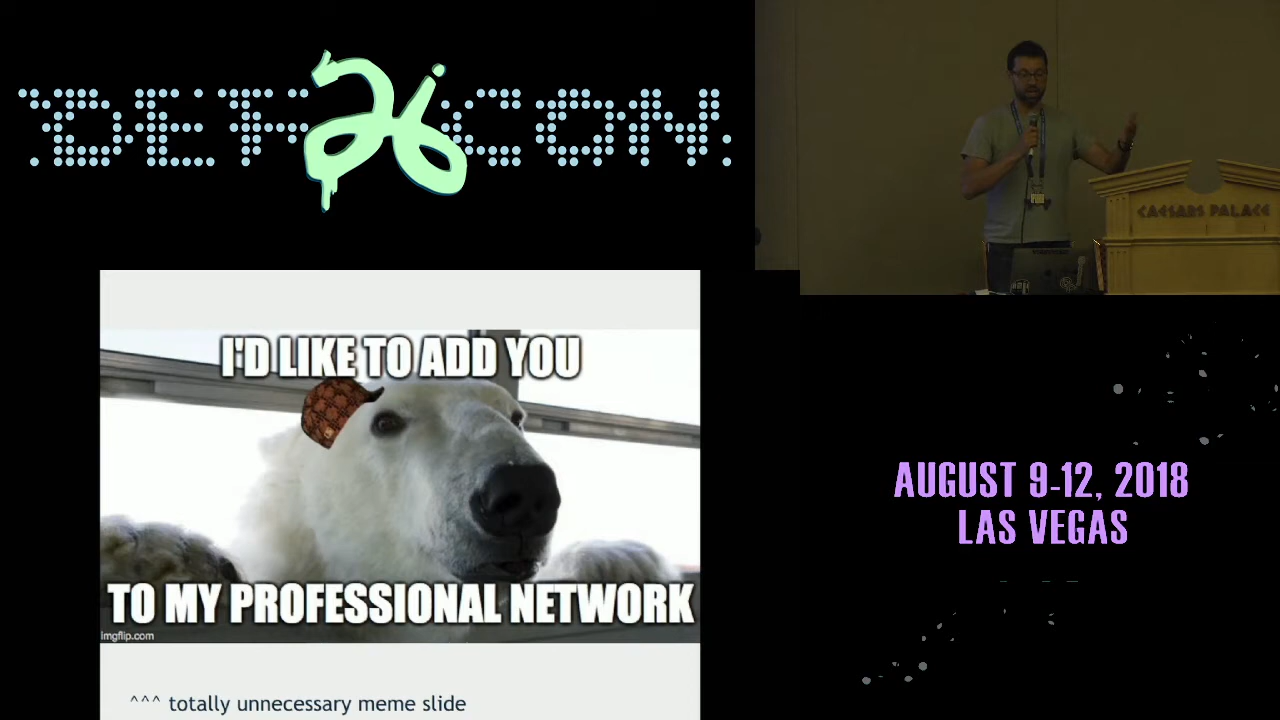 DEF CON
26
CAESARS PALACE
I'D LIKE TO ADD YOU
TO MY PROFESSIONAL NETWORK
imgflip.com
^^^ totally unnecessary meme slide
AUGUST 9-12, 2018
LAS VEGAS